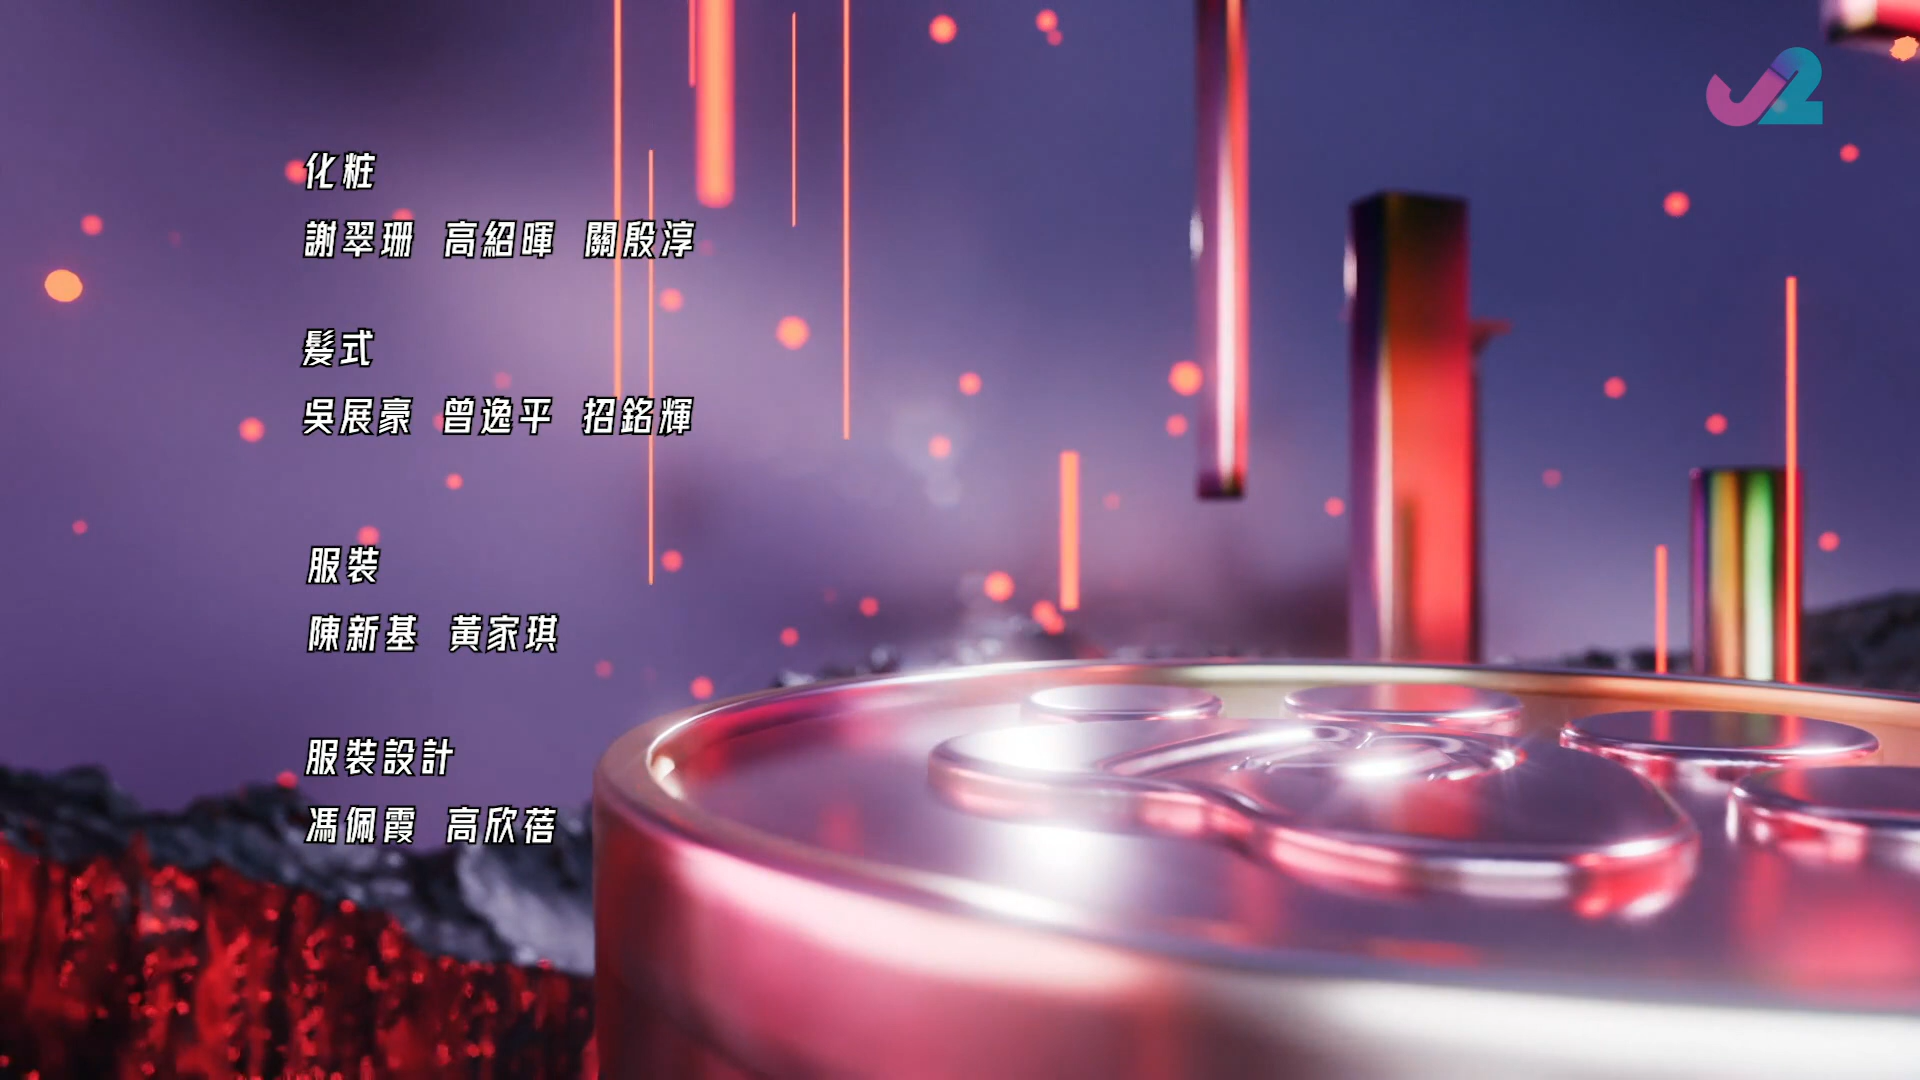 J2
化粧
謝翠珊 高紹暉 關殷淳
髮式
吳展豪 曾逸平 招銘輝
服裝
陳新基 黃家琪
服裝設計
馮佩霞 高欣蓓